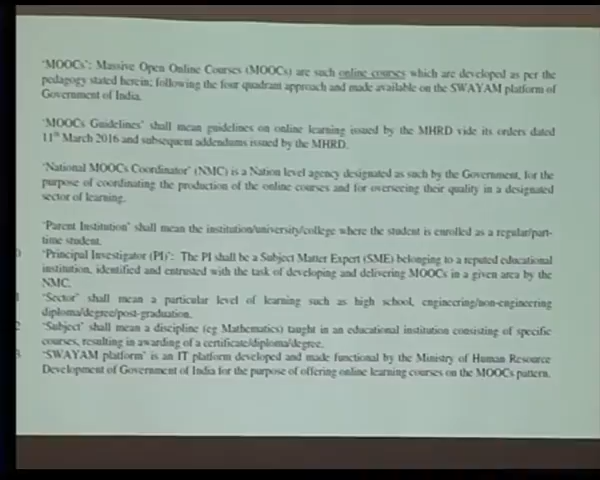 'MOOCs': Massive Open Online Courses (MOOCs) are such online courses which are developed as per the
pedagogy stated herein; following the four quadrant approach and made available on the SWAYAM platform of
Government of India.
'MOOCs Guidelines' shall mean guidelines on online learning issued by the MHRD vide its orders dated
11th March 2016 and subsequent addendums issued by the MHRD.
'National MOOCs Coordinator' (NMC) is a Nation level agency designated as such by the Government, for the
purpose of coordinating the production of the online courses and for overseeing their quality in a designated
sector of learning.
'Parent Institution' shall mean the institution/university/college where the student is enrolled as a regular/part-
time student.
'Principal Investigator (PI)': The PI shall be a Subject Matter Expert (SME) belonging to a reputed educational
institution, identified and entrusted with the task of developing and delivering MOOCs in a given area by the
NMC.
'Sector' shall mean a particular level of learning such as high school, engineering/non-engineering
diploma/degree/post-graduation.
'Subject' shall mean a discipline (eg Mathematics) taught in an educational institution consisting of specific
courses, resulting in awarding of a certificate/diploma/degree.
'SWAYAM platform' is an IT platform developed and made functional by the Ministry of Human Resource
Development of Government of India for the purpose of offering online learning courses on the MOOCs pattern.